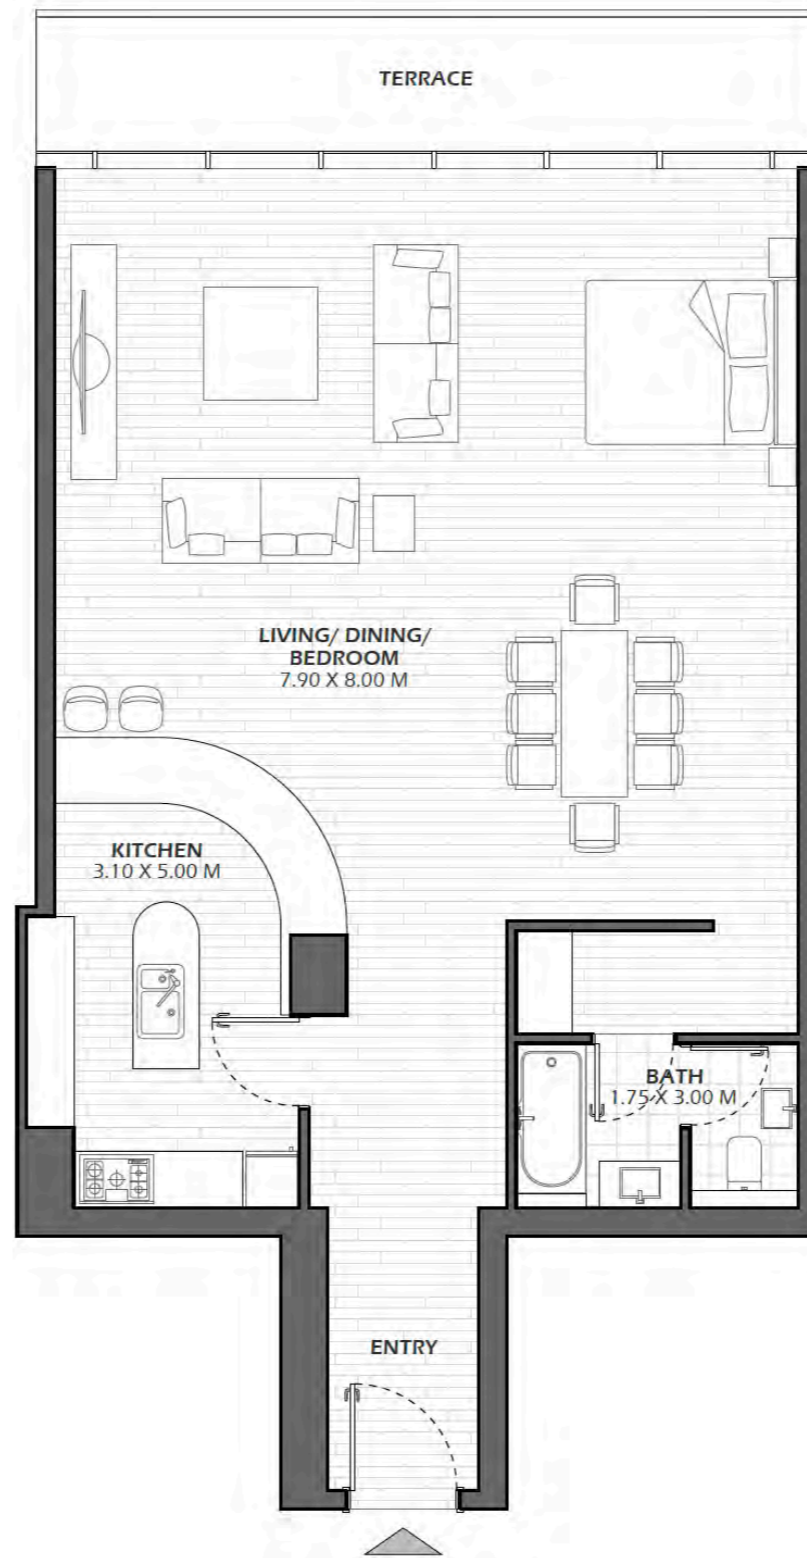 TERRACE
LIVING/ DINING/
BEDROOM
7.90 X 8.00 M
KITCHEN
3.10 X 5.00 M
BATH
1.75 X 3.00 M
ENTRY